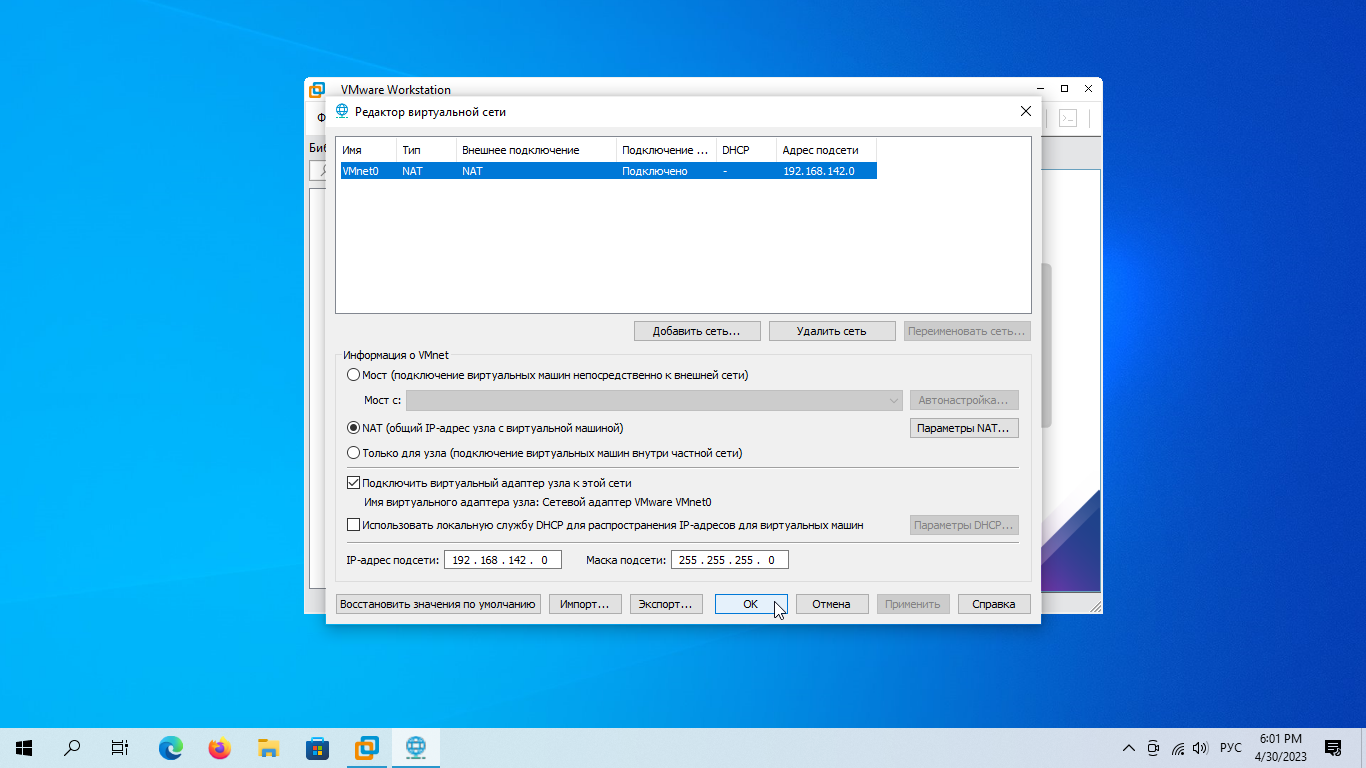 VMware Workstation
Редактор виртуальной сети
Ф
Биб
Имя Тип Внешнее подключение Подключение ... DHCP Адрес подсети
VMnet0 NAT NAT Подключено - 192.168.142.0
Добавить сеть... Удалить сеть Переименовать сеть...
Информация о VMnet
Мост (подключение виртуальных машин непосредственно к внешней сети)
Мост с: Автонастройка...
NAT (общий IP-адрес узла с виртуальной машиной) Параметры NAT...
Только для узла (подключение виртуальных машин внутри частной сети)
Подключить виртуальный адаптер узла к этой сети
Имя виртуального адаптера узла: Сетевой адаптер VMware VMnet0
Использовать локальную службу DHCP для распространения IP-адресов для виртуальных машин Параметры DHCP...
IP-адрес подсети: 192 . 168 . 142 . 0 Маска подсети: 255 . 255 . 255 . 0
Восстановить значения по умолчанию Импорт... Экспорт... ОК Отмена Применить Справка
РУС 6:01 PM
4/30/2023